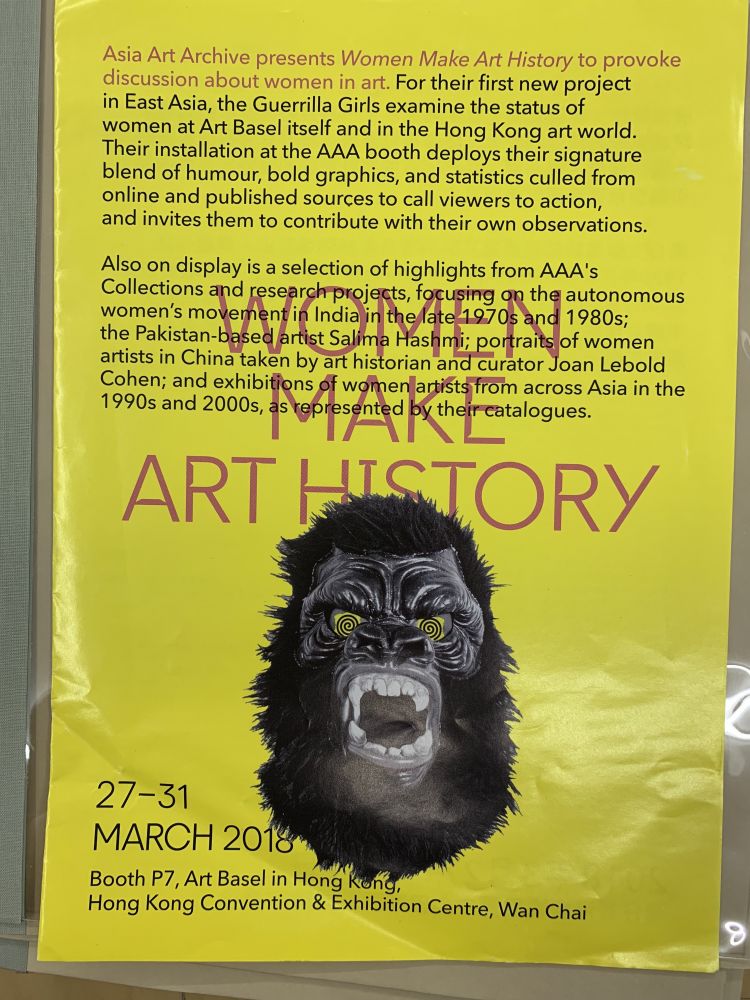 Asia Art Archive presents Women Make Art History to provoke
discussion about women in art. For their first new project
in East Asia, the Guerrilla Girls examine the status of
women at Art Basel itself and in the Hong Kong art world.
Their installation at the AAA booth deploys their signature
blend of humour, bold graphics, and statistics culled from
online and published sources to call viewers to action,
and invites them to contribute with their own observations.
Also on display is a selection of highlights from AAA's
Collections and research projects, focusing on the autonomous
women's movement in India in the late 1970s and 1980s;
the Pakistan-based artist Salima Hashmi; portraits of women
artists in China taken by art historian and curator Joan Lebold
Cohen; and exhibitions of women artists from across Asia in the
1990s and 2000s, as represented by their catalogues.
WOMEN
MAKE
ART HISTORY
27–31
MARCH 2018
Booth P7, Art Basel in Hong Kong,
Hong Kong Convention & Exhibition Centre, Wan Chai